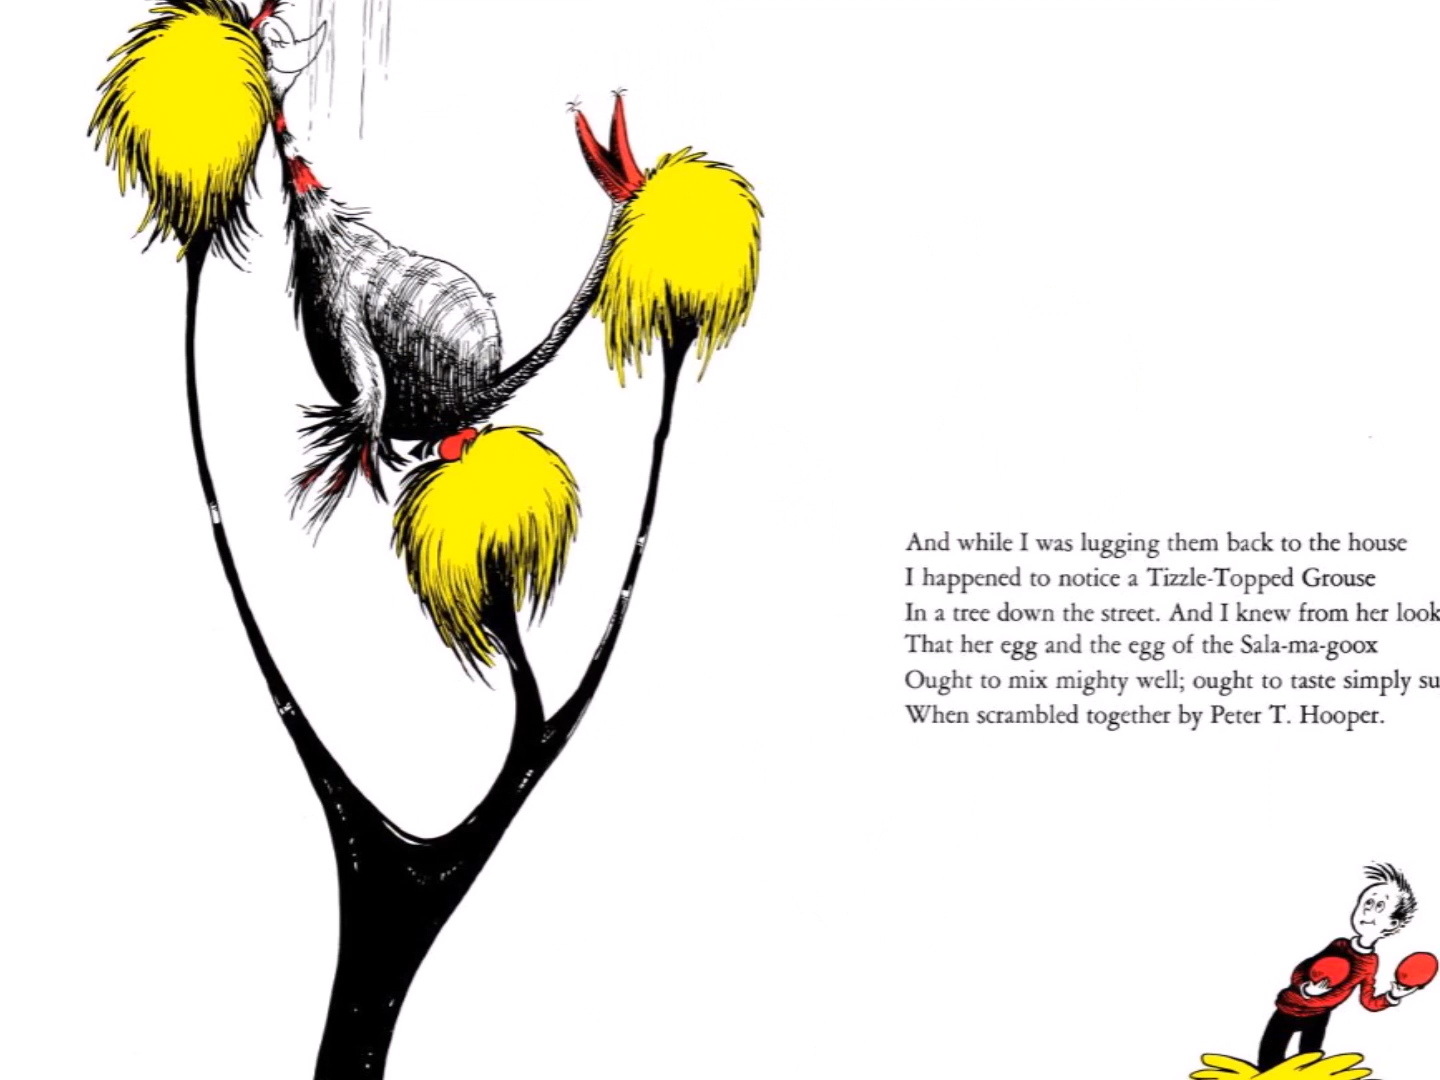 And while I was lugging them back to the house
I happened to notice a Tizzle-Topped Grouse
In a tree down the street. And I knew from her look
That her egg and the egg of the Sala-ma-goox
Ought to mix mighty well; ought to taste simply su
When scrambled together by Peter T. Hooper.